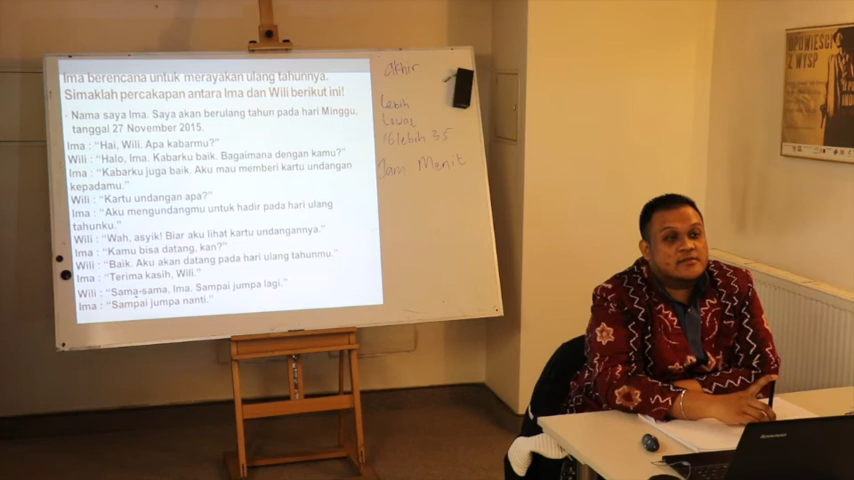 Ima berencana untuk merayakan ulang tahunnya.
Simaklah percakapan antara Ima dan Wili berikut ini!
- Nama saya Ima. Saya akan berulang tahun pada hari Minggu,
tanggal 27 November 2015.
Ima : "Hai, Wili. Apa kabarmu?"
Wili : "Halo, Ima. Kabarku baik. Bagaimana dengan kamu?"
Ima : "Kabarku juga baik. Aku mau memberi kartu undangan
kepadamu."
Wili : "Kartu undangan apa?"
Ima : "Aku mengundangmu untuk hadir pada hari ulang
tahunku."
Wili : "Wah, asyik! Biar aku lihat kartu undangannya."
Ima : "Kamu bisa datang, kan?"
Wili : "Baik. Aku akan datang pada hari ulang tahunmu."
Ima : "Terima kasih, Wili."
Wili : "Sama-sama, Ima. Sampai jumpa lagi."
Ima : "Sampai jumpa nanti."
akhir
Lebih
Lewat
16 lebih 35
Jam Menit
OPOWIEŚCI
Z WYSP
lenovo